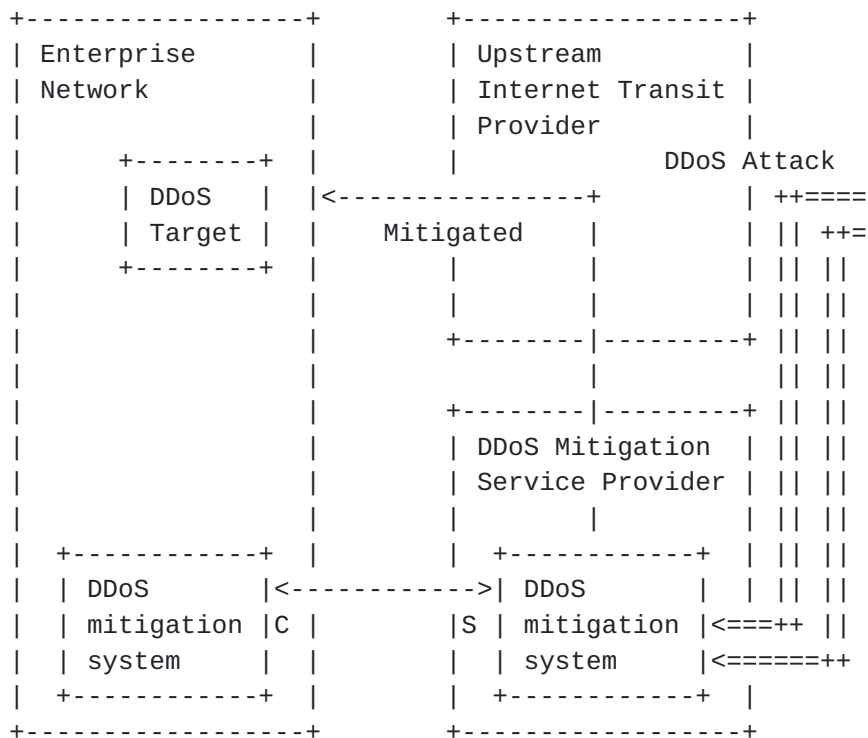 Enterprise Upstream
Network Internet Transit
Provider
DDoS Attack
DDoS
Target Mitigated
DDoS Mitigation
Service Provider
DDoS DDoS
mitigation C S mitigation
system system